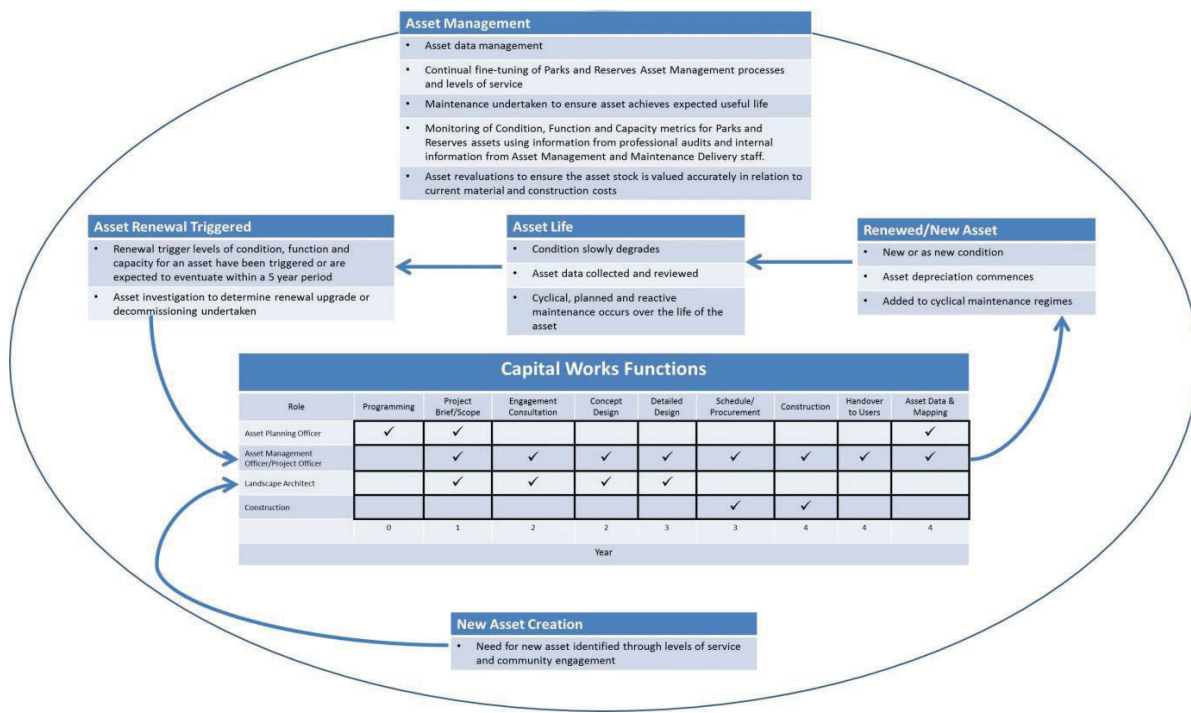 Asset Management
• Asset data management
• Continual fine-tuning of Parks and Reserves Asset Management processes
and levels of service
• Maintenance undertaken to ensure asset achieves expected useful life
• Monitoring of Condition, Function and Capacity metrics for Parks and
Reserves assets using information from professional audits and internal
information from Asset Management and Maintenance Delivery staff.
• Asset revaluations to ensure the asset stock is valued accurately in relation to
current material and construction costs
Asset Renewal Triggered
• Renewal trigger levels of condition, function and
capacity for an asset have been triggered or are
expected to eventuate within a 5 year period
• Asset investigation to determine renewal upgrade or
decommissioning undertaken
Asset Life
• Condition slowly degrades
• Asset data collected and reviewed
• Cyclical, planned and reactive
maintenance occurs over the life of the
asset
Renewed/New Asset
• New or as new condition
• Asset depreciation commences
• Added to cyclical maintenance regimes
Capital Works Functions
Role Programming Project Brief/Scope Engagement Consultation Concept Design Detailed Design Schedule/ Procurement Construction Handover to Users Asset Data & Mapping
Asset Planning Officer ✓ ✓ ✓
Asset Management
Officer/Project Officer ✓ ✓ ✓ ✓ ✓ ✓ ✓ ✓
Landscape Architect ✓ ✓ ✓ ✓
Construction ✓ ✓
0 1 2 2 3 3 4 4 4
Year
New Asset Creation
• Need for new asset identified through levels of service
and community engagement